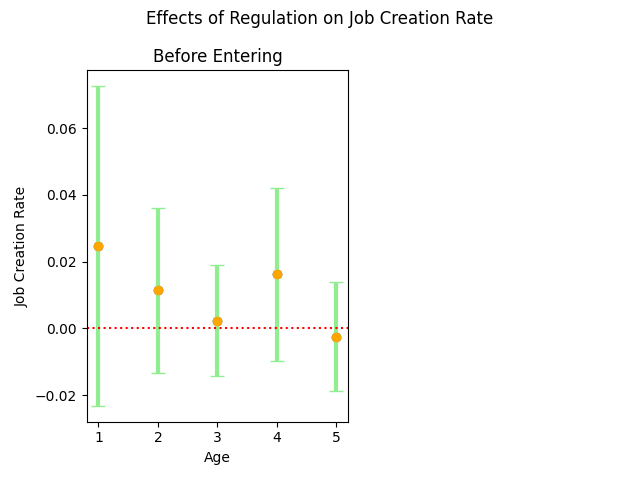 Effects of Regulation on Job Creation Rate
Before Entering
Job Creation Rate
0.06
0.04
0.02
0.00
−0.02
1 2 3 4 5
Age